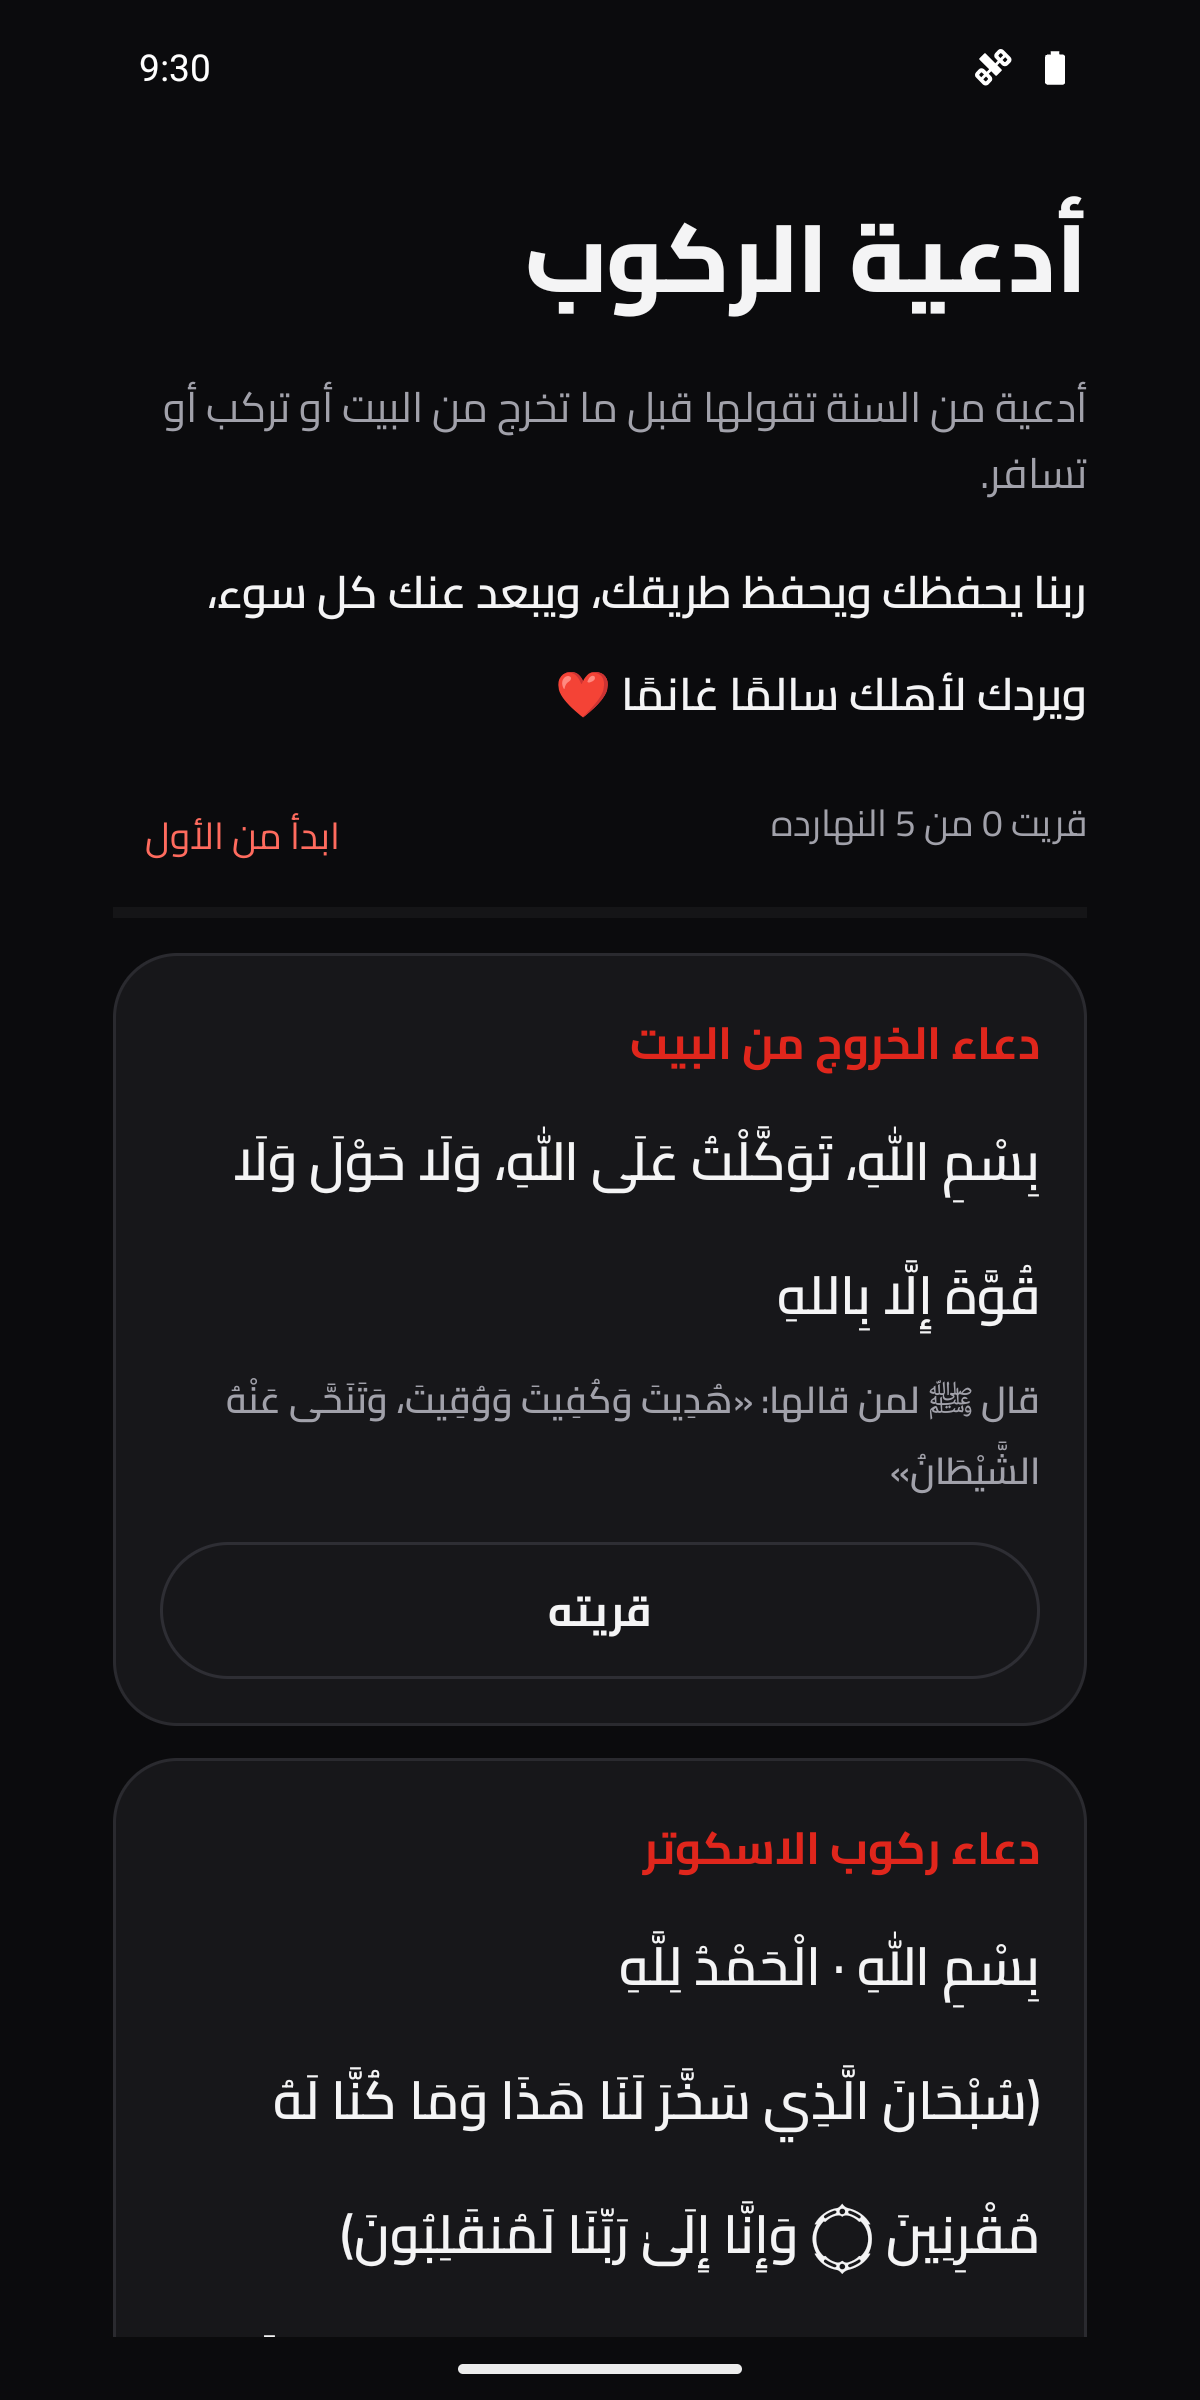 9:30
أدعية الركوب
أدعية من السنة تقولها قبل ما تخرج من البيت أو تركب أو
تسافر.
ربنا يحفظك ويحفظ طريقك، ويبعد عنك كل سوء،
ويردك لأهلك سالمًا غانمًا ❤️
قريت 0 من 5 النهارده
ابدأ من الأول
دعاء الخروج من البيت
بِسْمِ اللَّهِ، تَوَكَّلْتُ عَلَى اللَّهِ، وَلَا حَوْلَ وَلَا
قُوَّةَ إِلَّا بِاللهِ
قال ﷺ لمن قالها: «هُدِيتَ وَكُفِيتَ وَوُقِيتَ، وَتَنَحَّى عَنْهُ
الشَّيْطَانُ»
قريته
دعاء ركوب الاسكوتر
بِسْمِ اللَّهِ · الْحَمْدُ لِلَّهِ
(سُبْحَانَ الَّذِي سَخَّرَ لَنَا هَذَا وَمَا كُنَّا لَهُ
مُقْرِنِينَ ۝ وَإِنَّا إِلَىٰ رَبِّنَا لَمُنقَلِبُونَ)